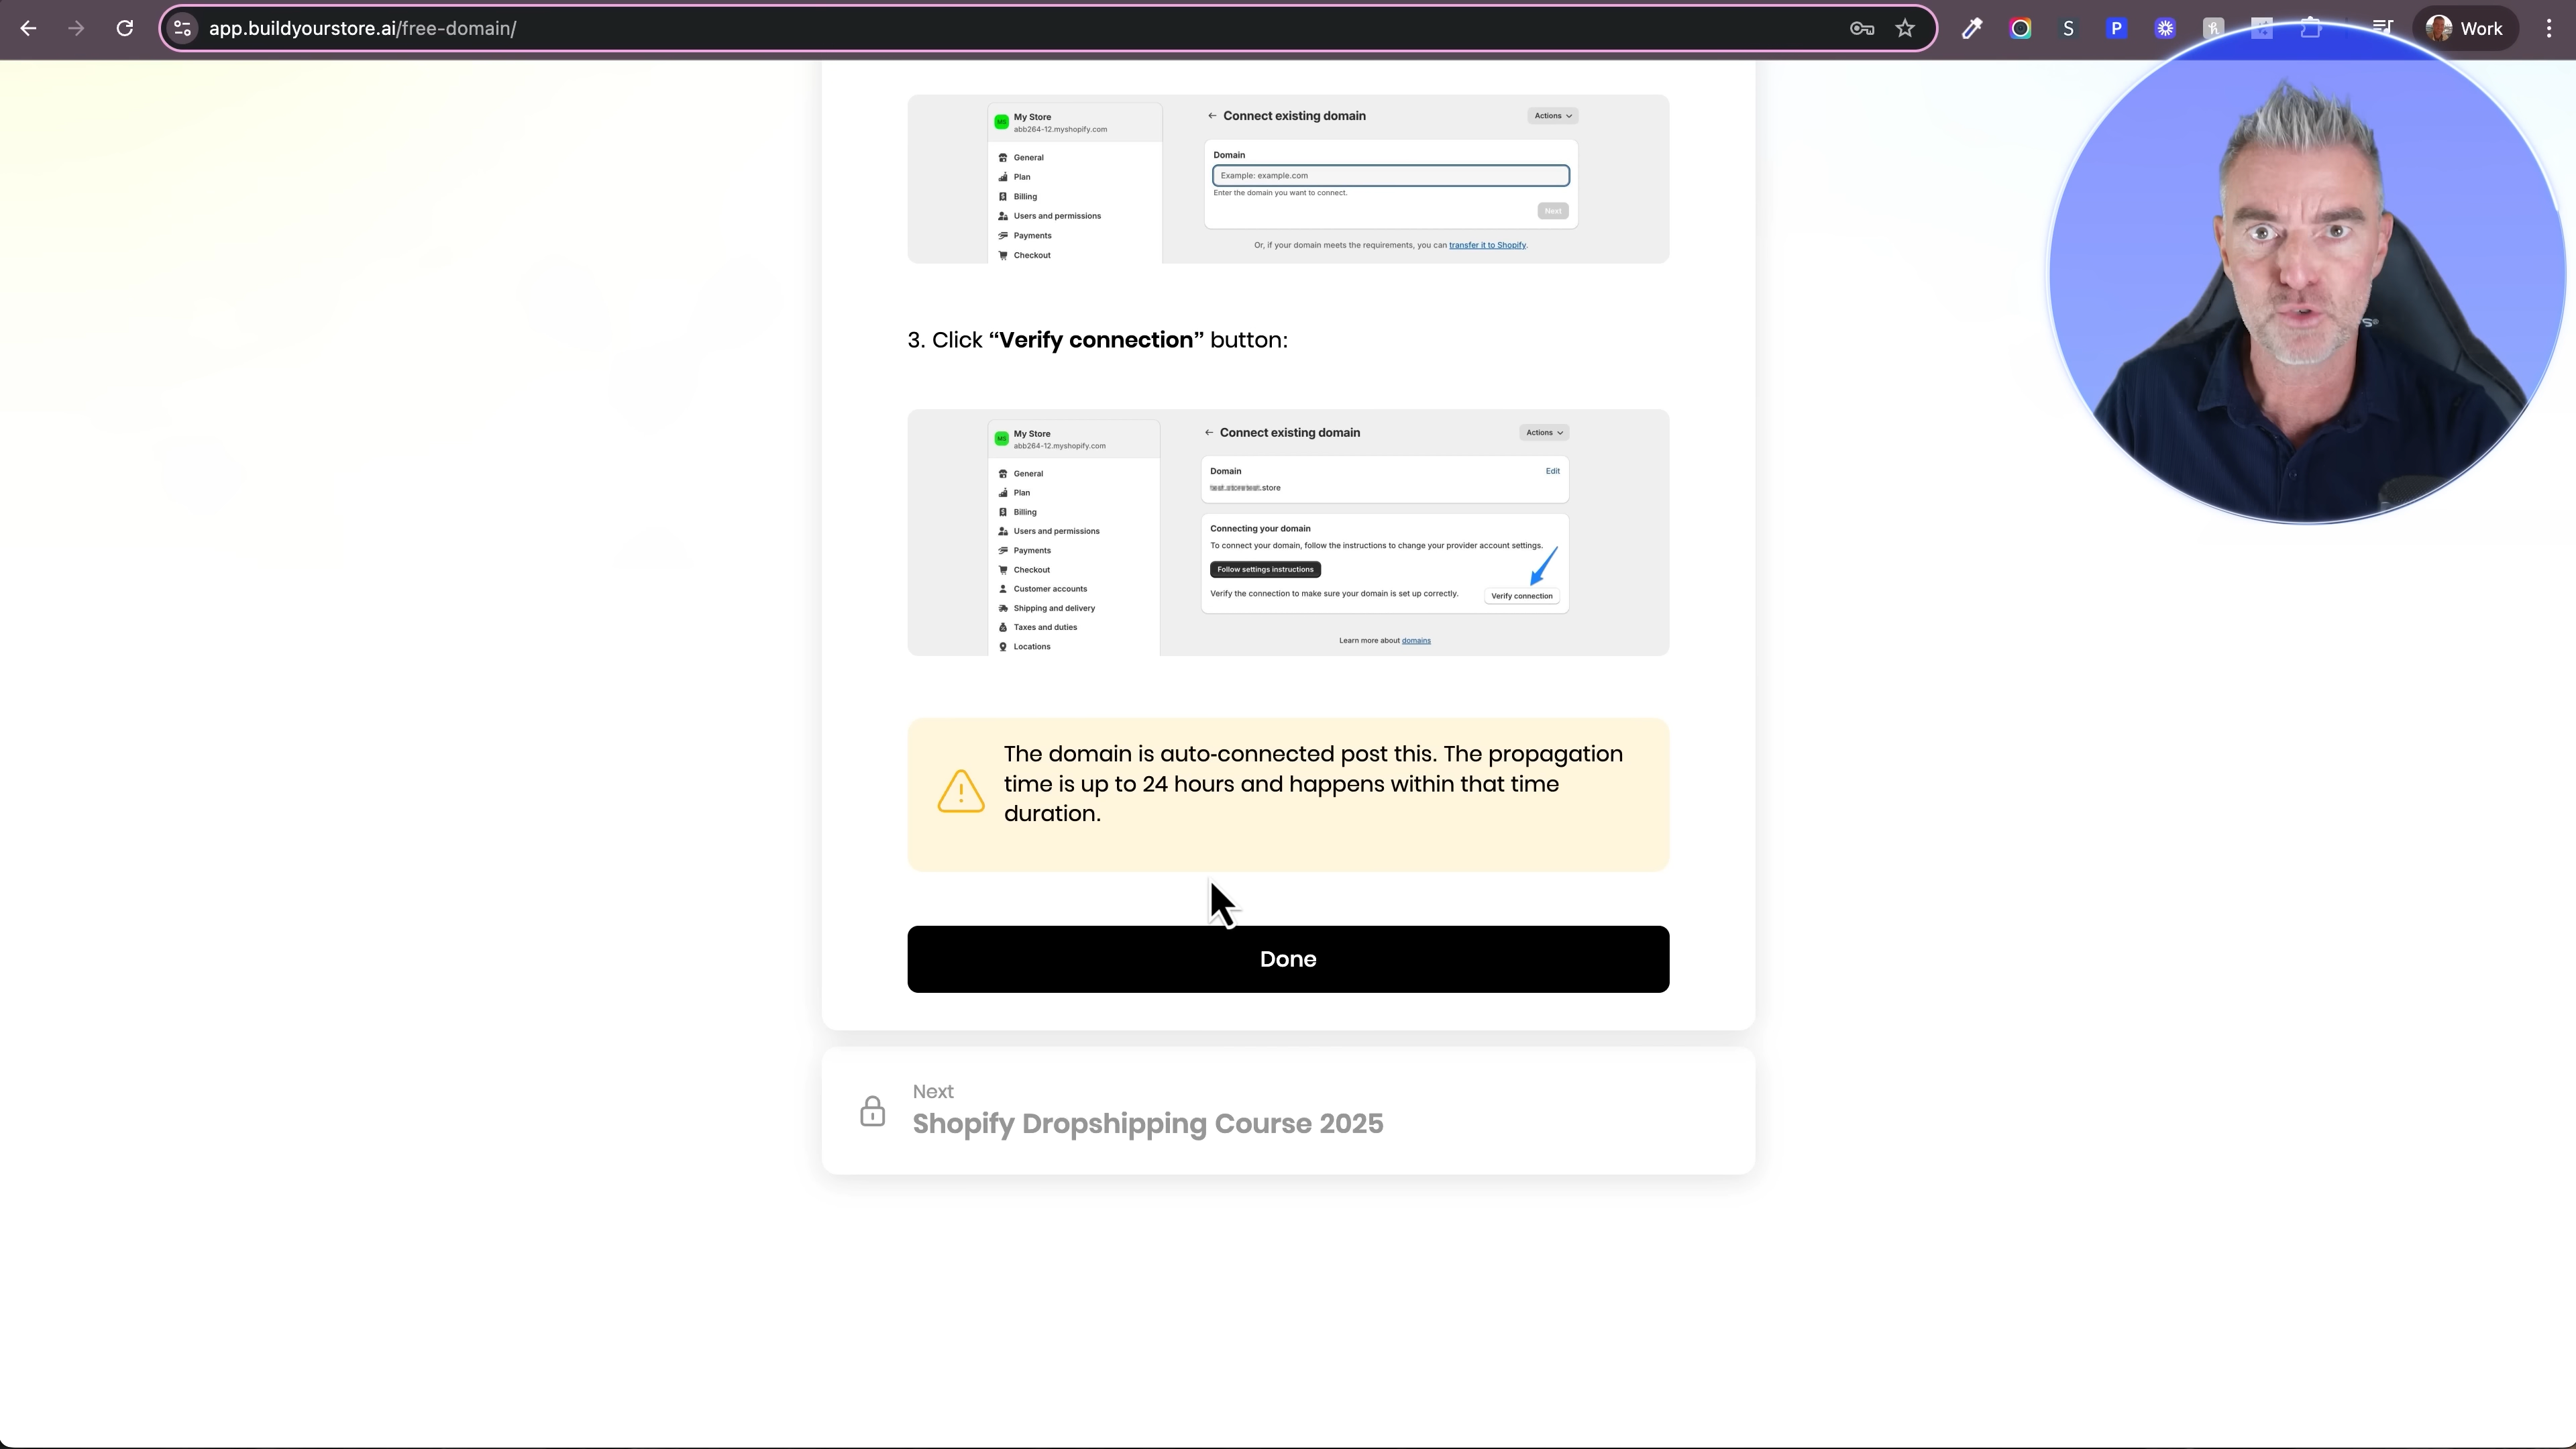 app.buildyourstore.ai/free-domain/
S
P
Work
My Store
abb264-12.myshopify.com
General
Plan
Billing
Users and permissions
Payments
Checkout
Connect existing domain
Actions
Domain
Example: example.com
Enter the domain you want to connect.
Next
Or, if your domain meets the requirements, you can transfer it to Shopify.
3. Click “Verify connection” button:
My Store
abb264-12.myshopify.com
General
Plan
Billing
Users and permissions
Payments
Checkout
Customer accounts
Shipping and delivery
Taxes and duties
Locations
Connect existing domain
Actions
Domain
Edit
.store
Connecting your domain
To connect your domain, follow the instructions to change your provider account settings.
Follow settings instructions
Verify the connection to make sure your domain is set up correctly.
Verify connection
Learn more about domains
The domain is auto-connected post this. The propagation
time is up to 24 hours and happens within that time
duration.
Done
Next
Shopify Dropshipping Course 2025